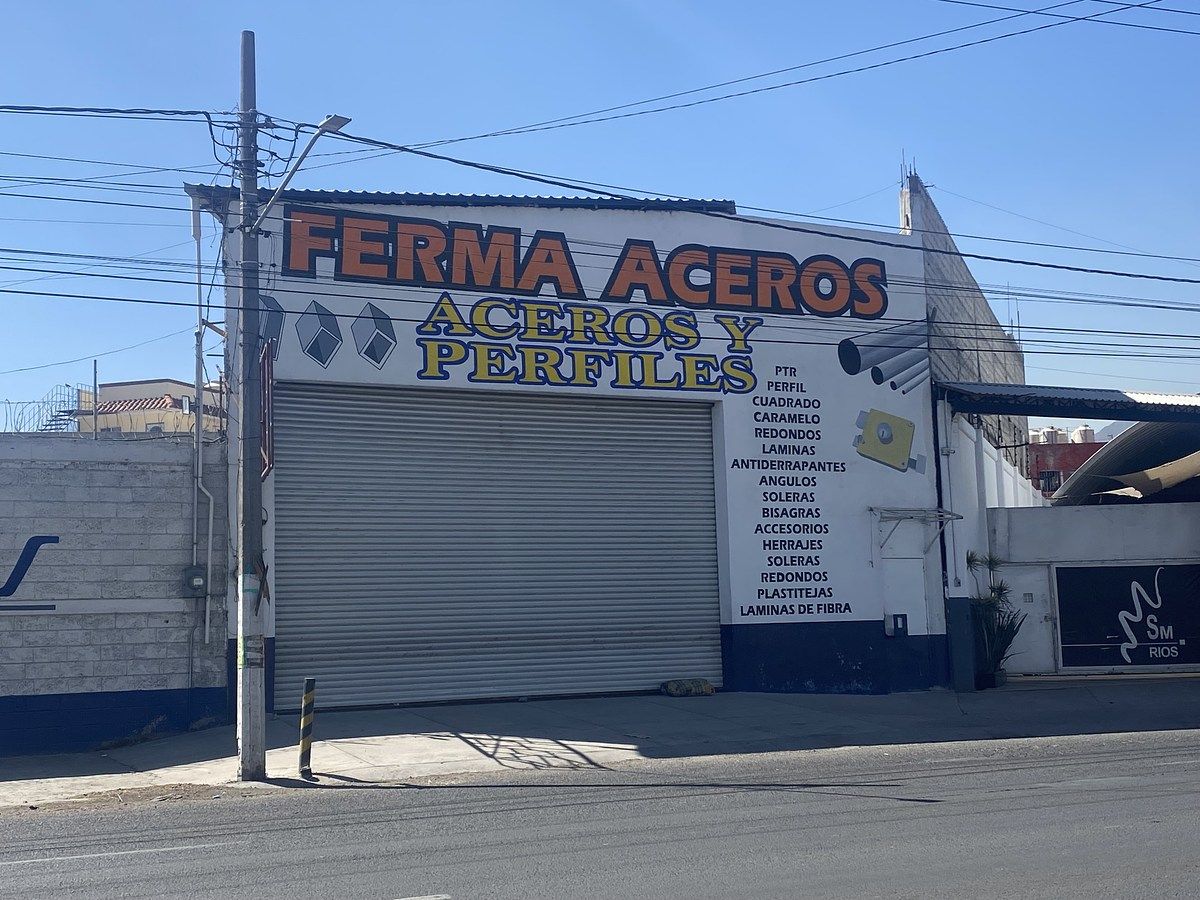 FERMA ACEROS
ACEROS Y
PERFILES
PTR
PERFIL
CUADRADO
CARAMELO
REDONDOS
LAMINAS
ANTIDERRAPANTES
ANGULOS
SOLERAS
BISAGRAS
ACCESORIOS
HERRAJES
SOLERAS
REDONDOS
PLASTITEJAS
LAMINAS DE FIBRA
SM
RIOS